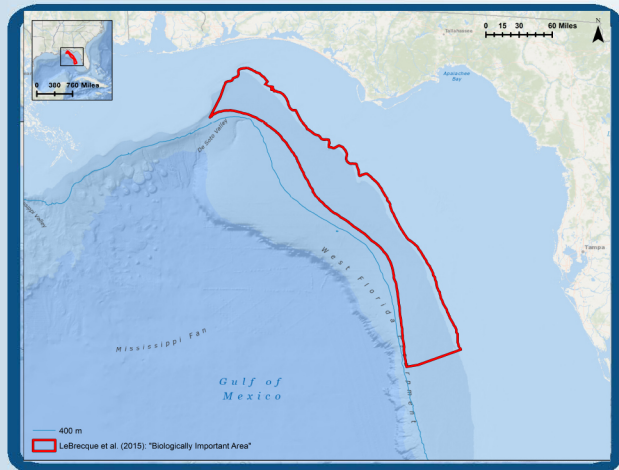 0 15 30 60 Miles
N
Tallahassee
Apalachee
Bay
0 380 760 Miles
De Soto Valley
Tampa
West Florida
Mississippi Fan
Gulf of
Mexico
400 m
LeBrecque et al. (2015): "Biologically Important Area"